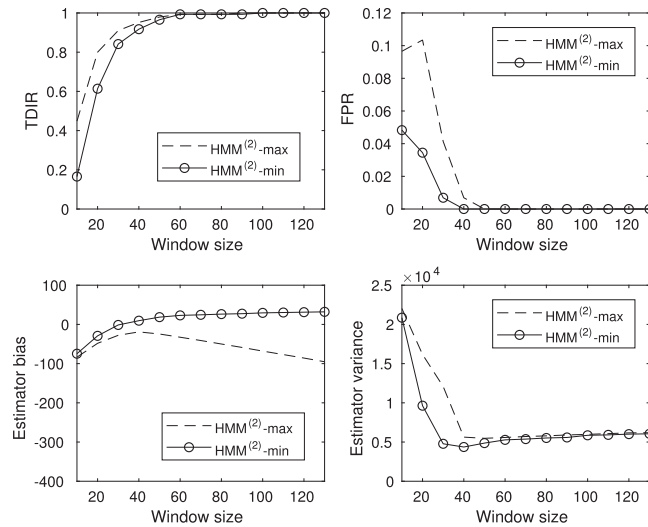 1
0.8
0.6
0.4
0.2
0
TDIR
HMM(2)-max
HMM(2)-min
20 40 60 80 100 120
Window size
0.12
0.1
0.08
0.06
0.04
0.02
0
FPR
HMM(2)-max
HMM(2)-min
20 40 60 80 100 120
Window size
100
0
-100
-200
-300
-400
Estimator bias
HMM(2)-max
HMM(2)-min
20 40 60 80 100 120
Window size
× 10^4
2.5
2
1.5
1
0.5
0
Estimator variance
HMM(2)-max
HMM(2)-min
20 40 60 80 100 120
Window size